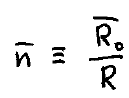 n̅ ≡ R̅₀ / R